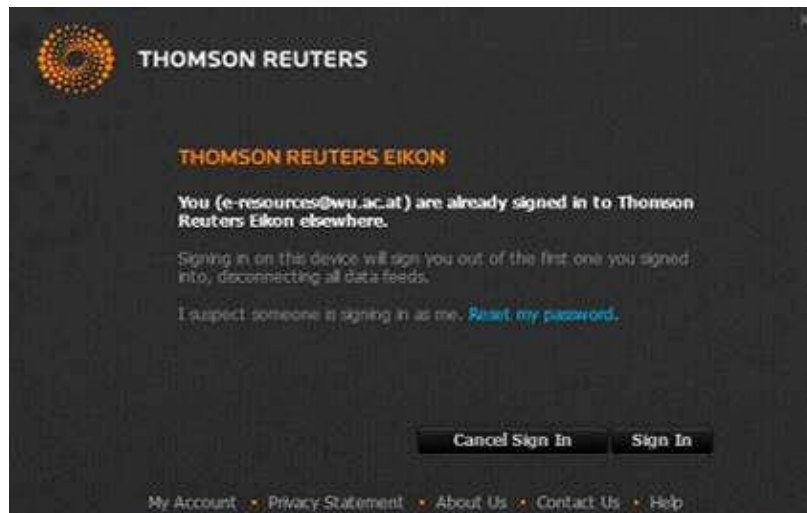 THOMSON REUTERS
THOMSON REUTERS EIKON
You (e-resources@wu.ac.at) are already signed in to Thomson
Reuters Eikon elsewhere.
Signing in on this device will sign you out of the first one you signed
into, disconnecting all data feeds.
I suspect someone is signing in as me. Reset my password.
Cancel Sign In Sign In
My Account • Privacy Statement • About Us • Contact Us • Help